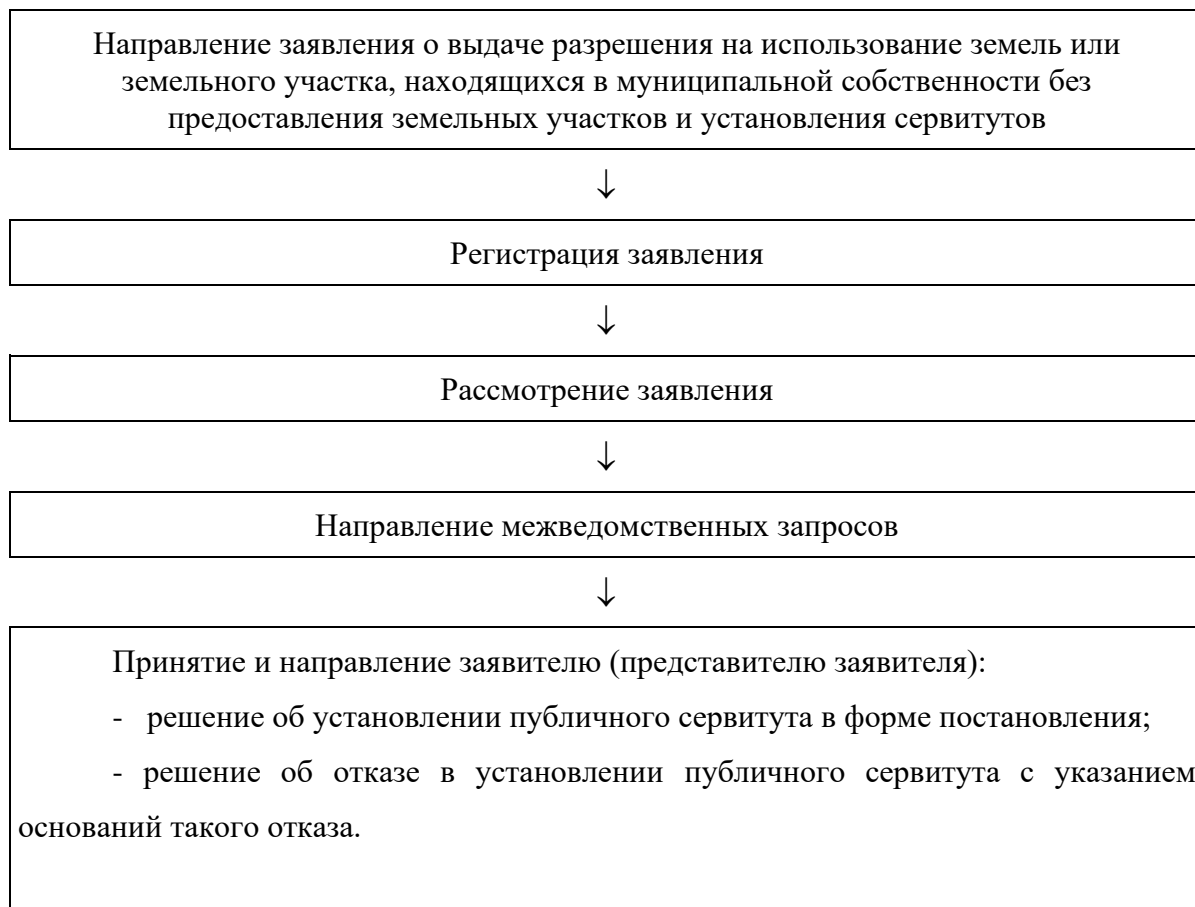 Направление заявления о выдаче разрешения на использование земель или
земельного участка, находящихся в муниципальной собственности без
предоставления земельных участков и установления сервитутов
↓
Регистрация заявления
↓
Рассмотрение заявления
↓
Направление межведомственных запросов
↓
Принятие и направление заявителю (представителю заявителя):
- решение об установлении публичного сервитута в форме постановления;
- решение об отказе в установлении публичного сервитута с указанием
оснований такого отказа.